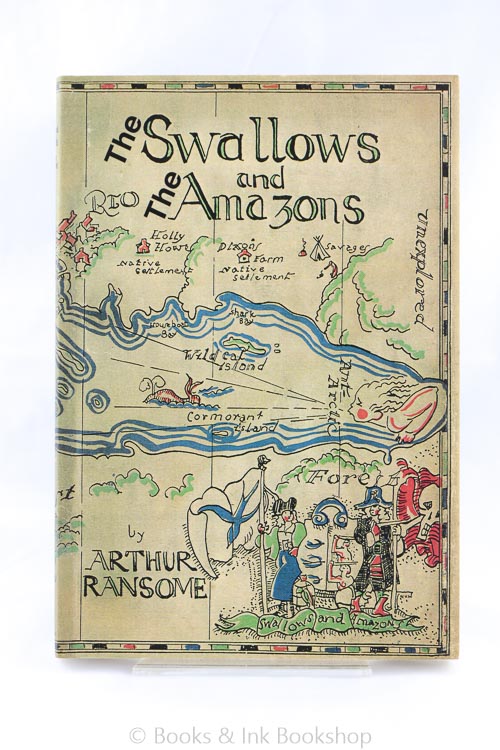 The Swallows
and
The Amazons
RIO
Holly
Howe
Native
settlement
Dixon's
Farm
Native
settlement
Savages
Unexplored
Shark
Bay
Houseboat
Bay
Wild Cat
Island
Cormorant
Island
Antarctic
Forest
by
ARTHUR
RANSOME
Swallows and Amazons
© Books & Ink Bookshop